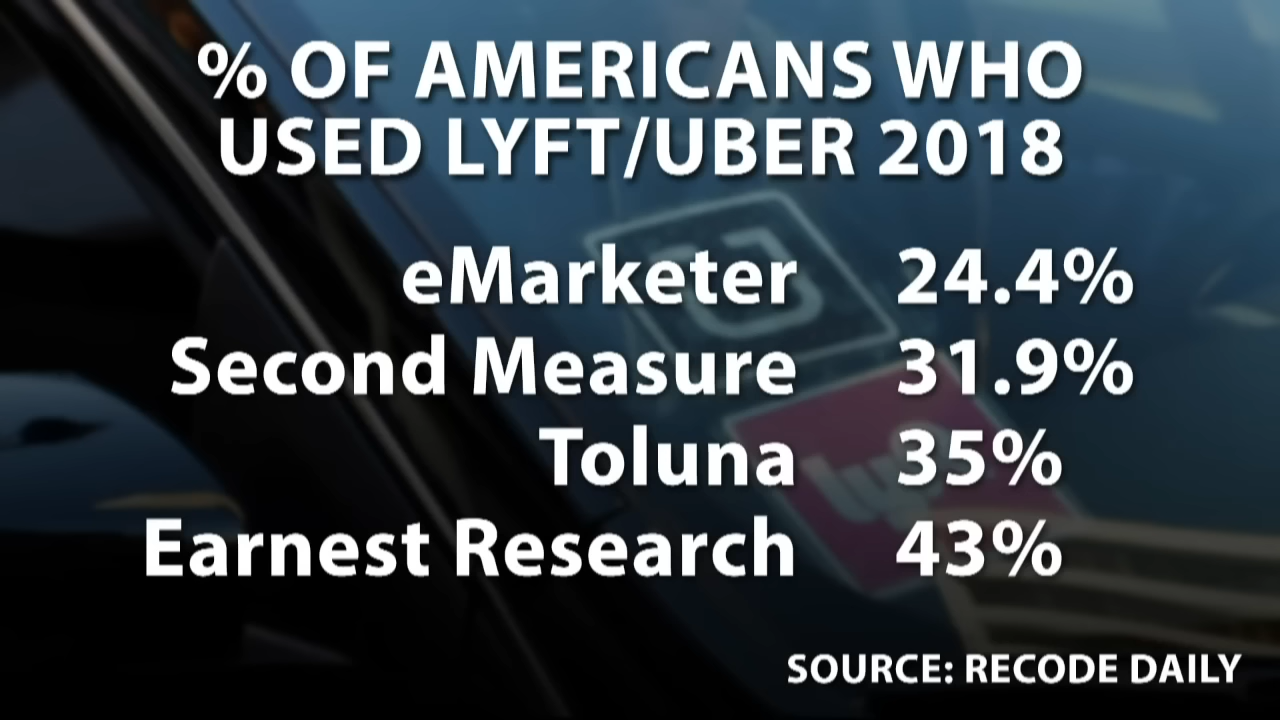 % OF AMERICANS WHO
USED LYFT/UBER 2018
eMarketer 24.4%
Second Measure 31.9%
Toluna 35%
Earnest Research 43%
lyft
SOURCE: RECODE DAILY